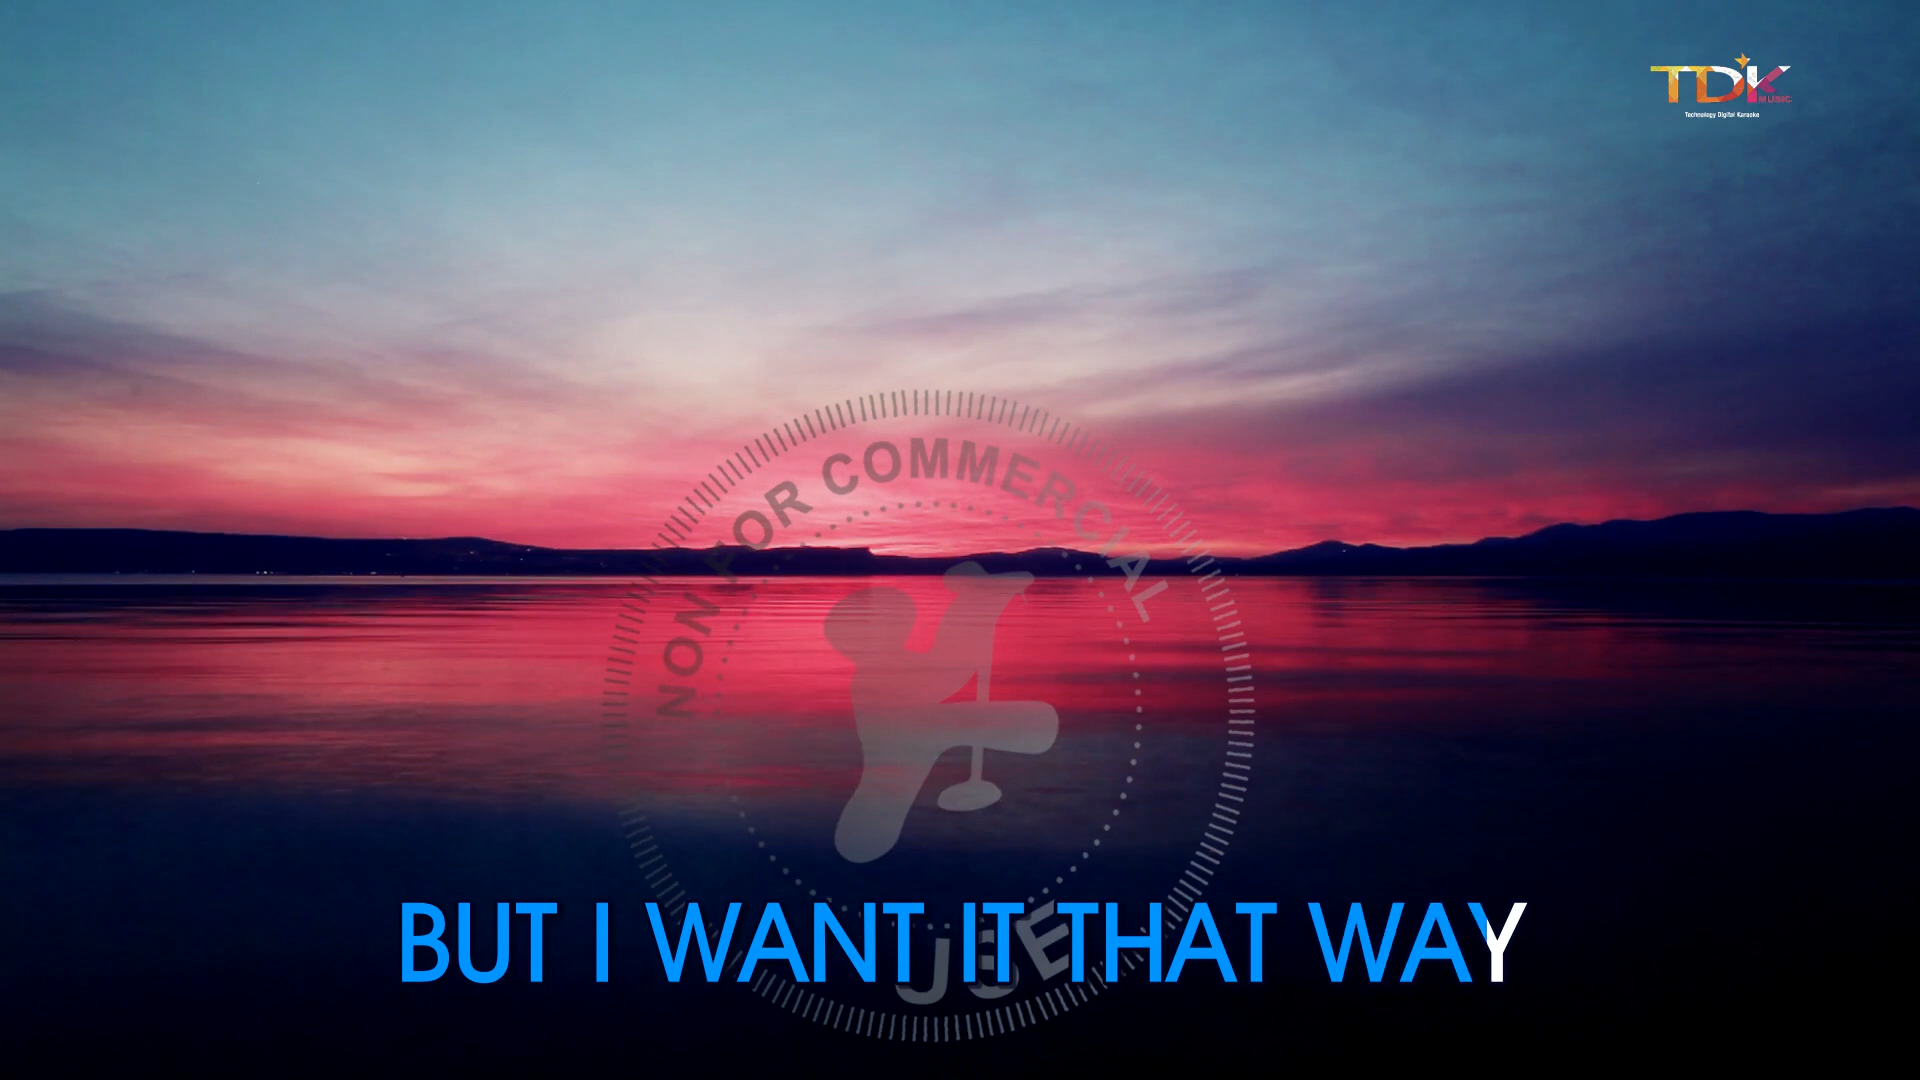 TDK
MUSIC
Technology Digital Karaoke
NON FOR COMMERCIAL
USE
BUT I WANT IT THAT WAY